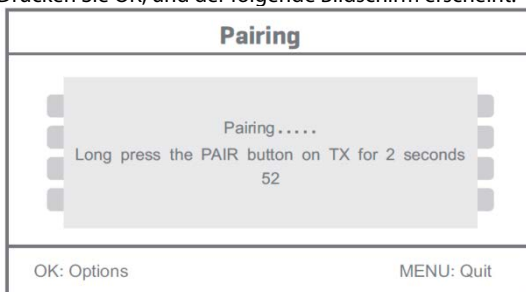 Drücken Sie OK, und der folgende Bildschirm erscheint:
Pairing
Pairing.....
Long press the PAIR button on TX for 2 seconds
52
OK: Options
MENU: Quit